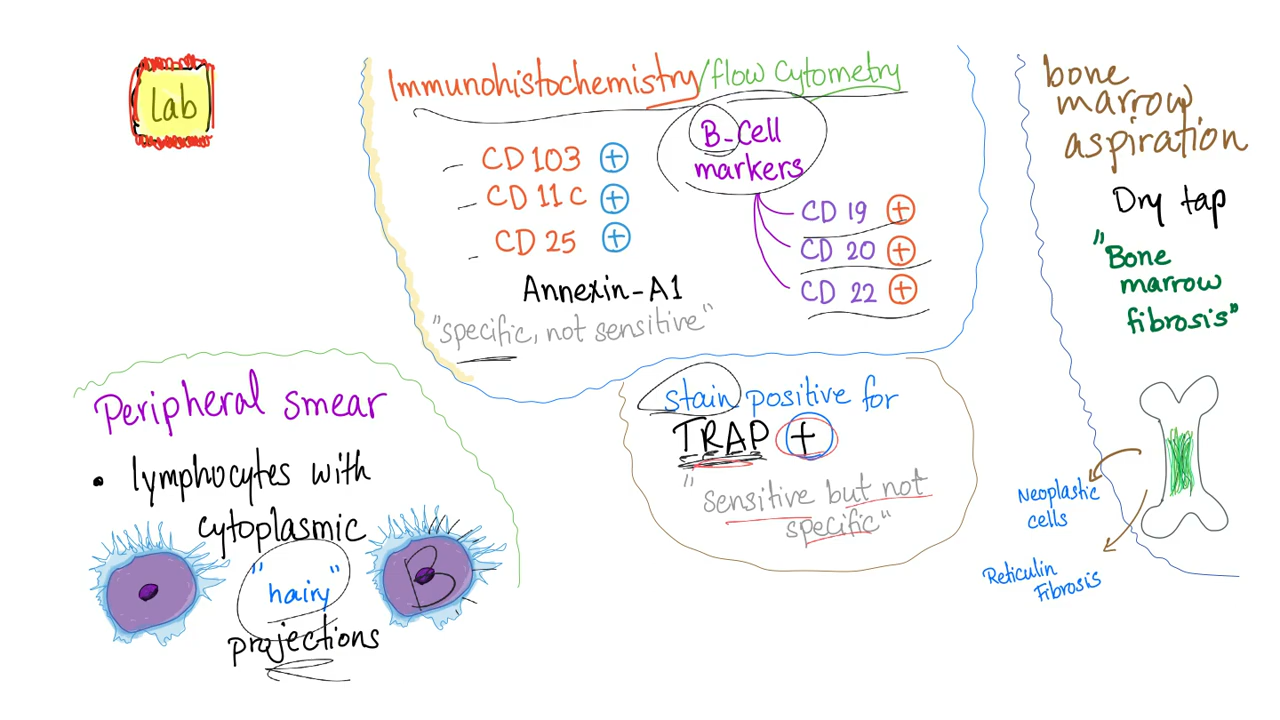 lab
Immunohistochemistry/flow Cytometry
CD 103 +
CD 11c +
CD 25 +
B-Cell
markers
CD 19 +
CD 20 +
CD 22 +
Annexin-A1
"specific, not sensitive"
bone
marrow
aspiration
Dry tap
"Bone
marrow
fibrosis"
Neoplastic
cells
Reticulin
Fibrosis
Peripheral smear
• lymphocytes with
cytoplasmic
"hairy"
projections
B
Stain positive for
TRAP +
"sensitive but not
specific"